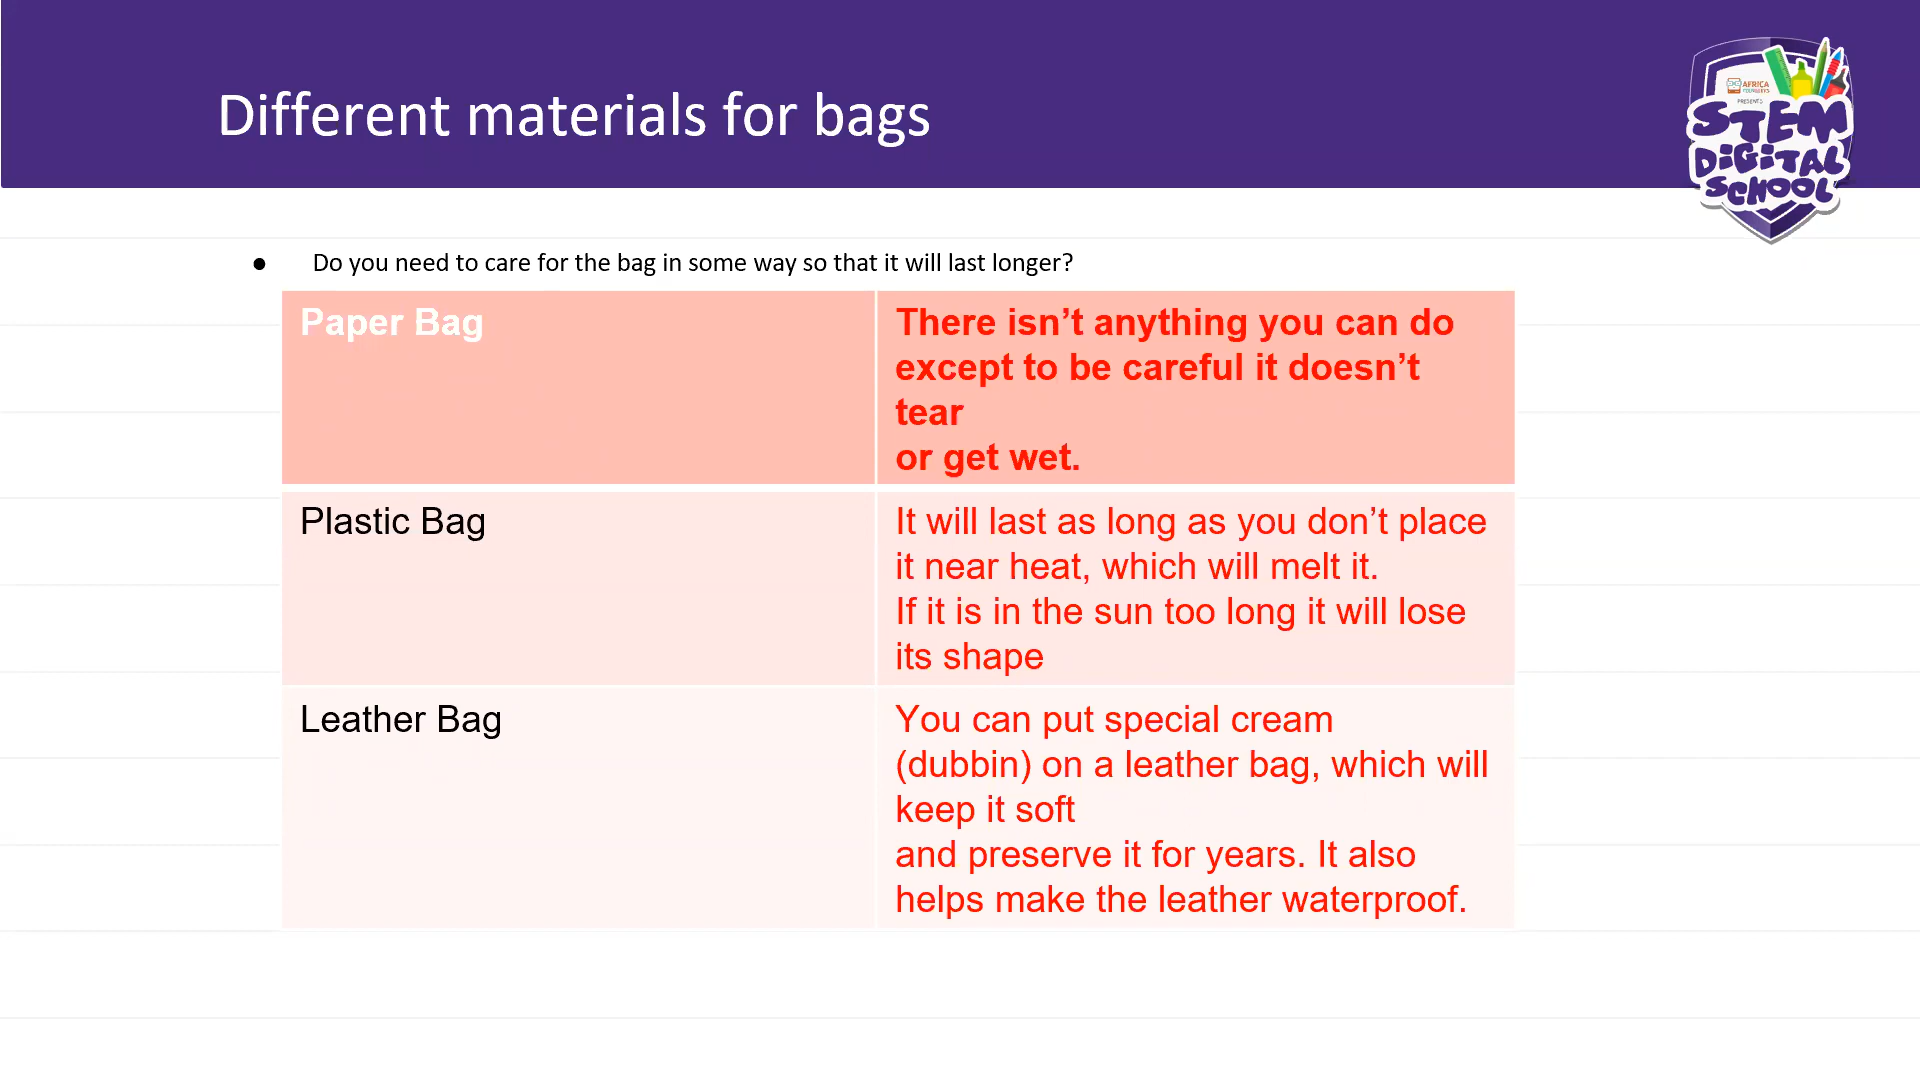 Different materials for bags
AFRICA
PRESENTS
STEM
DIGITAL
SCHOOL
● Do you need to care for the bag in some way so that it will last longer?
Paper Bag
There isn’t anything you can do
except to be careful it doesn’t
tear
or get wet.
Plastic Bag
It will last as long as you don’t place
it near heat, which will melt it.
If it is in the sun too long it will lose
its shape
Leather Bag
You can put special cream
(dubbin) on a leather bag, which will
keep it soft
and preserve it for years. It also
helps make the leather waterproof.